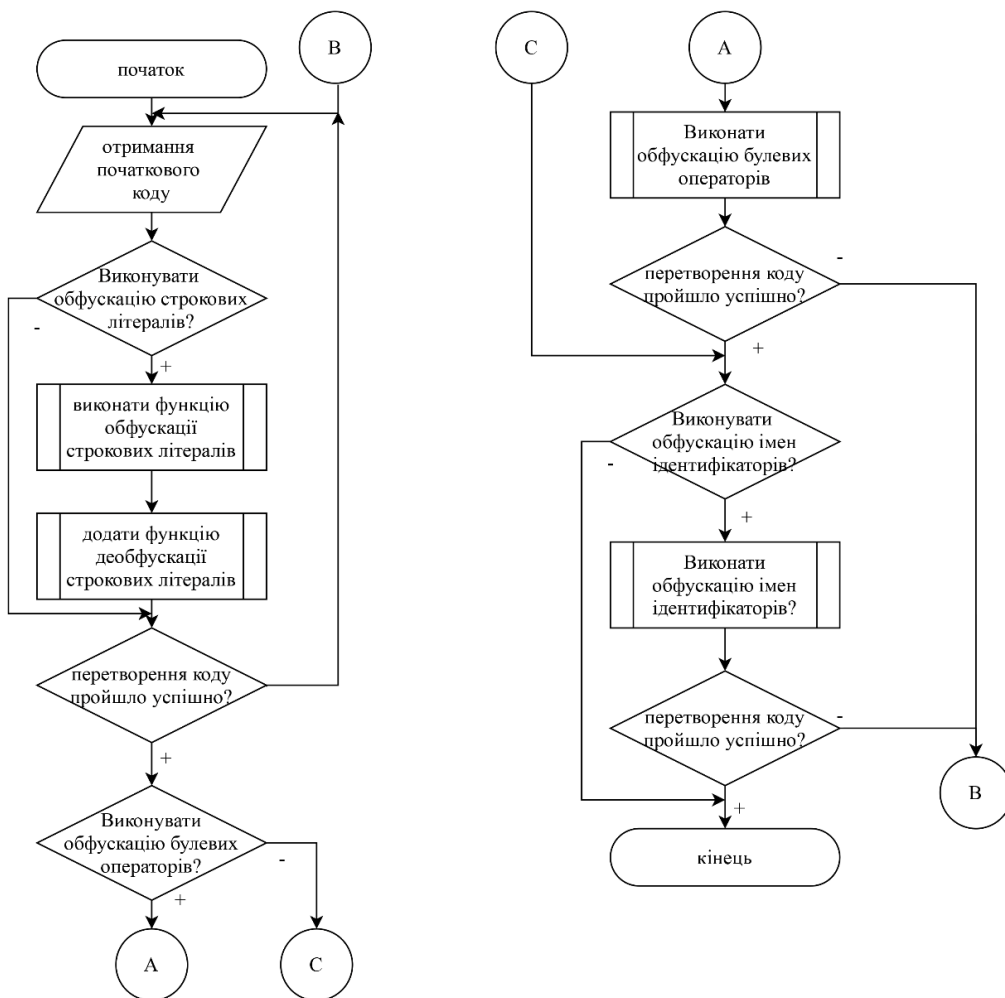 початок
B
отримання
початкового
коду
Виконувати
обфускацію строкових
літералів?
-
+
виконати функцію
обфускації
строкових літералів
додати функцію
деобфускації
строкових літералів
перетворення коду
пройшло успішно?
+
Виконувати
обфускацію булевих
операторів?
-
+
A
C
C
A
Виконати
обфускацію булевих
операторів
перетворення коду
пройшло успішно?
-
+
Виконувати
обфускацію імен
ідентифікаторів?
-
+
Виконати
обфускацію імен
ідентифікаторів?
перетворення коду
пройшло успішно?
-
+
B
кінець